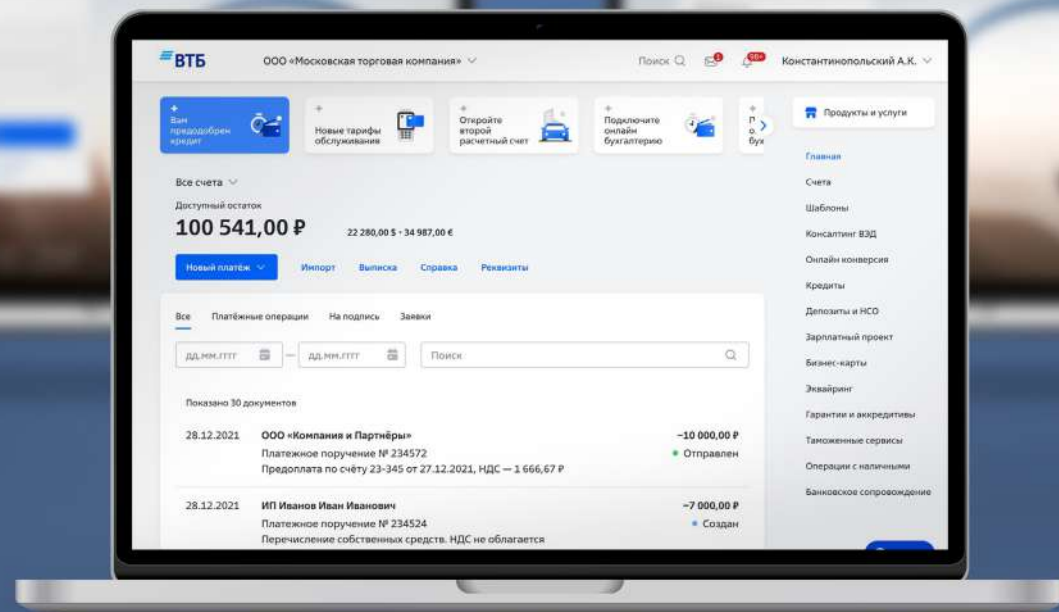 ВТБ
ООО «Московская торговая компания»
Поиск
98+
Константинопольский А.К.
Вам
предодобрен
кредит
Новые тарифы
обслуживания
Откройте
второй
расчетный счет
Подключите
онлайн
бухгалтерию
Продукты и услуги
Все счета
Доступный остаток
100 541,00 ₽
22 280,00 $ · 34 987,00 €
Новый платёж
Импорт
Выписка
Справка
Реквизиты
Все
Платёжные операции
На подпись
Заявки
дд.мм.гггг
—
дд.мм.гггг
Поиск
Показано 30 документов
28.12.2021
ООО «Компания и Партнёры»
−10 000,00 ₽
Платежное поручение № 234572
Отправлен
Предоплата по счёту 23-345 от 27.12.2021, НДС — 1 666,67 ₽
28.12.2021
ИП Иванов Иван Иванович
−7 000,00 ₽
Платежное поручение № 234524
Создан
Перечисление собственных средств. НДС не облагается
Главная
Счета
Шаблоны
Консалтинг ВЭД
Онлайн конверсия
Кредиты
Депозиты и НСО
Зарплатный проект
Бизнес-карты
Эквайринг
Гарантии и аккредитивы
Таможенные сервисы
Операции с наличными
Банковское сопровождение